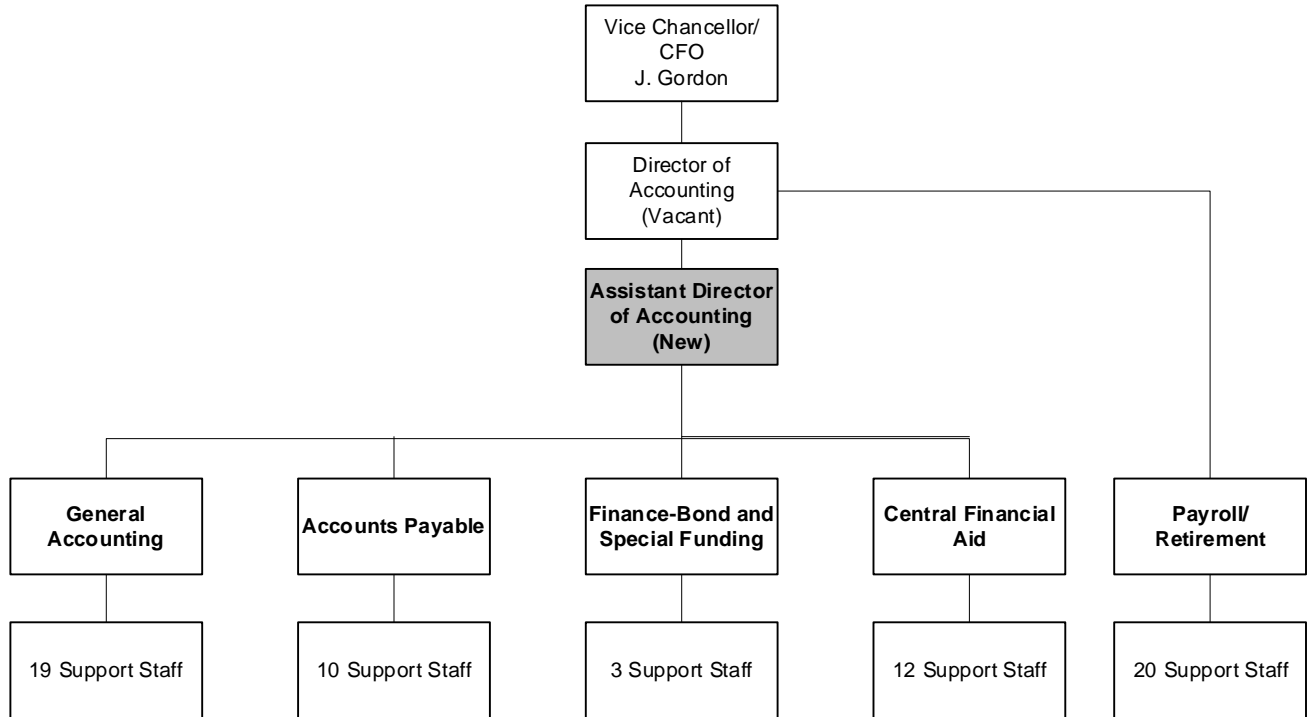 Vice Chancellor/
CFO
J. Gordon
Director of
Accounting
(Vacant)
Assistant Director
of Accounting
(New)
General
Accounting
Accounts Payable
Finance-Bond and
Special Funding
Central Financial
Aid
Payroll/
Retirement
19 Support Staff
10 Support Staff
3 Support Staff
12 Support Staff
20 Support Staff